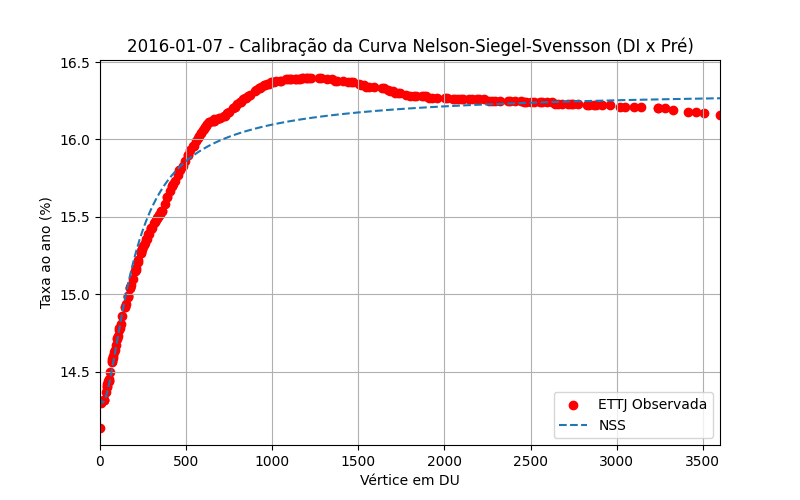 2016-01-07 - Calibração da Curva Nelson-Siegel-Svensson (DI x Pré)
Taxa ao ano (%)
16.5
16.0
15.5
15.0
14.5
ETTJ Observada
NSS
0 500 1000 1500 2000 2500 3000 3500
Vértice em DU